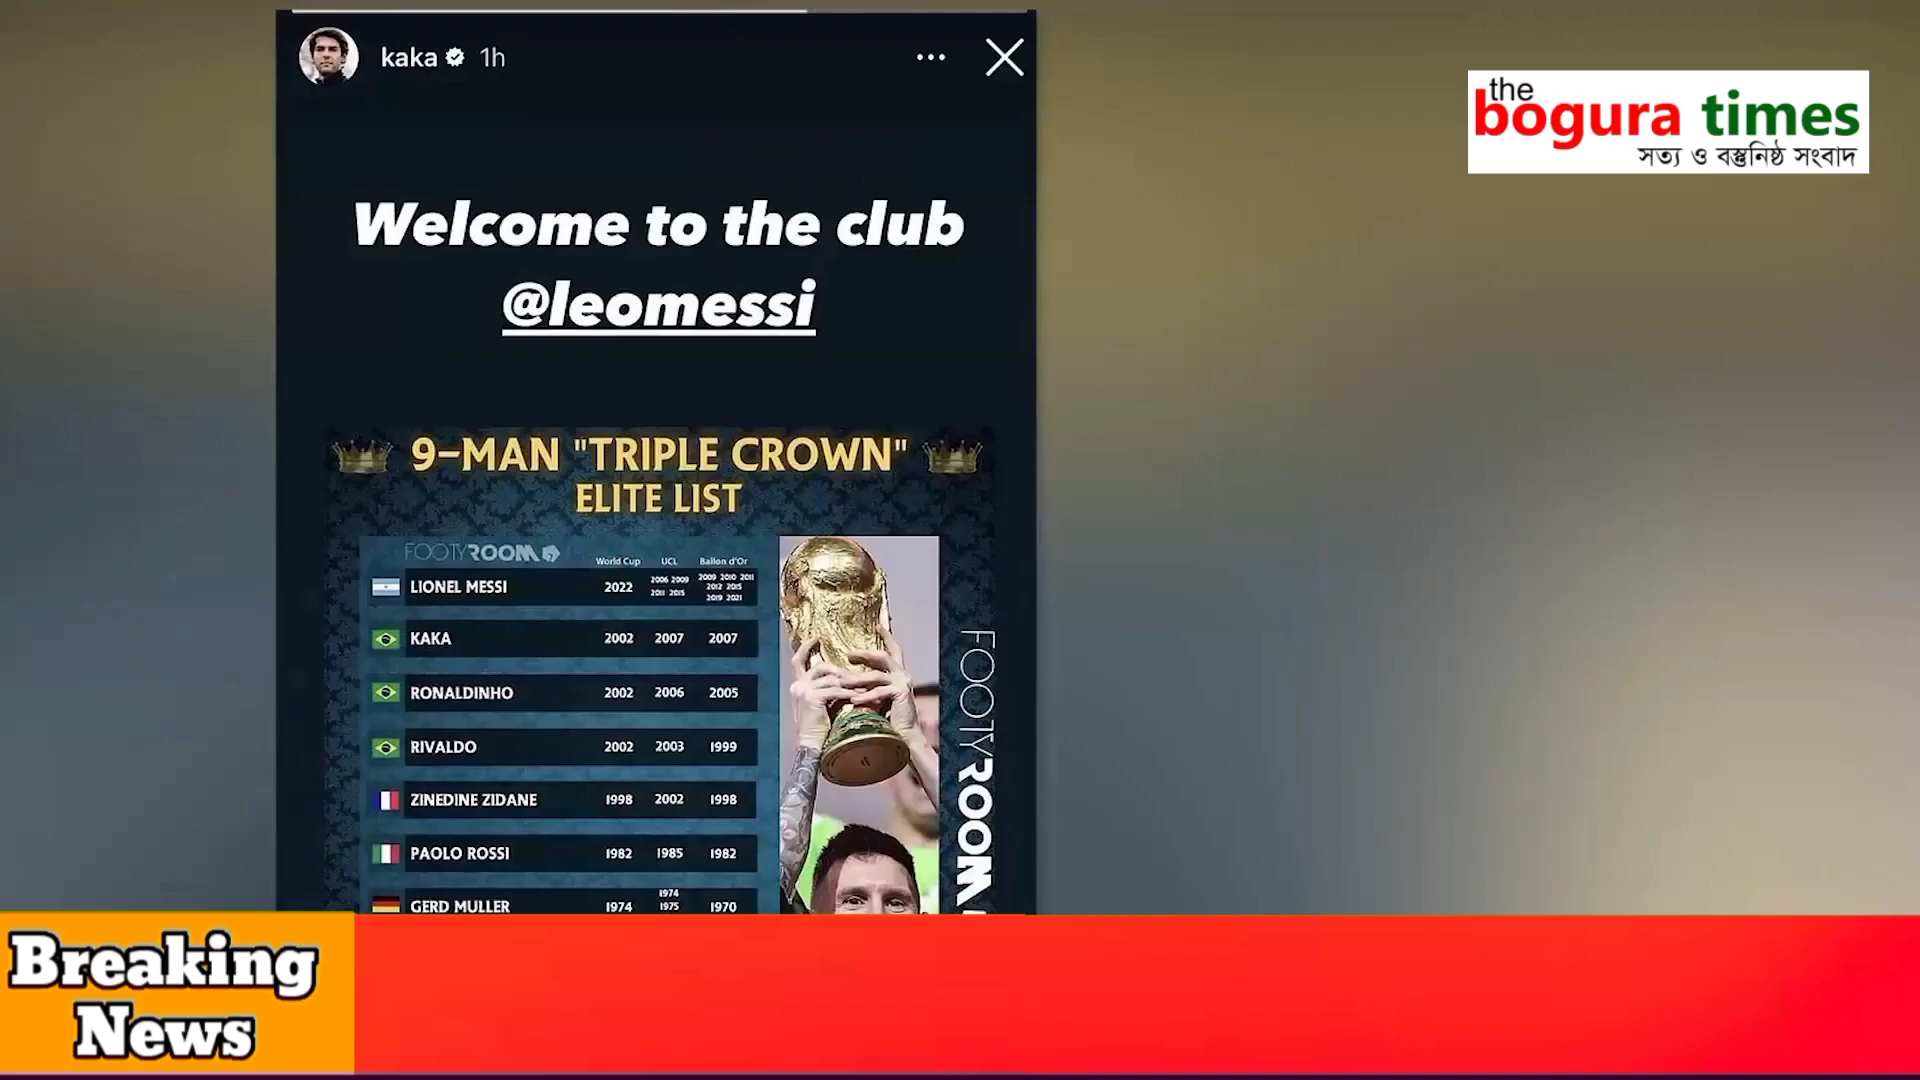 kaka 1h
the
bogura times
সত্য ও বস্তুনিষ্ঠ সংবাদ
Welcome to the club
@leomessi
9-MAN "TRIPLE CROWN"
ELITE LIST
FOOTYROOM
World Cup UCL Ballon d'Or
LIONEL MESSI 2022 2006 2009 2011 2015 2009 2010 2011 2012 2015 2019 2021
KAKA 2002 2007 2007
RONALDINHO 2002 2006 2005
RIVALDO 2002 2003 1999
ZINEDINE ZIDANE 1998 2002 1998
PAOLO ROSSI 1982 1985 1982
GERD MULLER 1974 1974 1975 1970
FOOTYROOM
Breaking
News